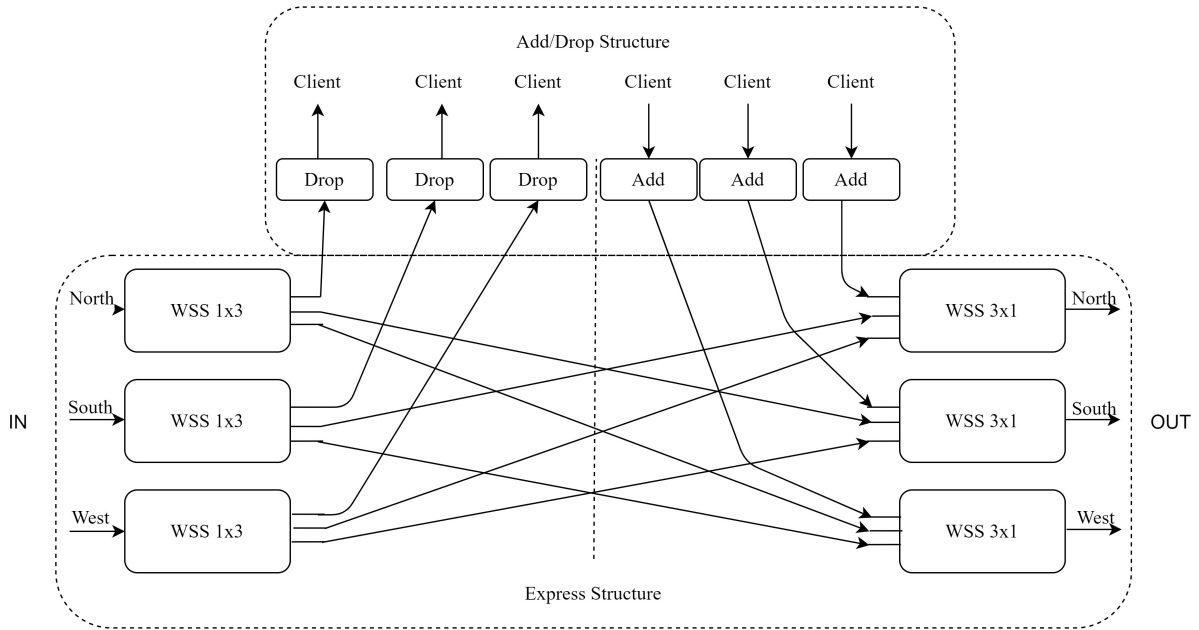 Add/Drop Structure
Client Client Client Client Client Client
Drop Drop Drop Add Add Add
North WSS 1x3 WSS 3x1 North
South WSS 1x3 WSS 3x1 South
IN OUT
West WSS 1x3 WSS 3x1 West
Express Structure